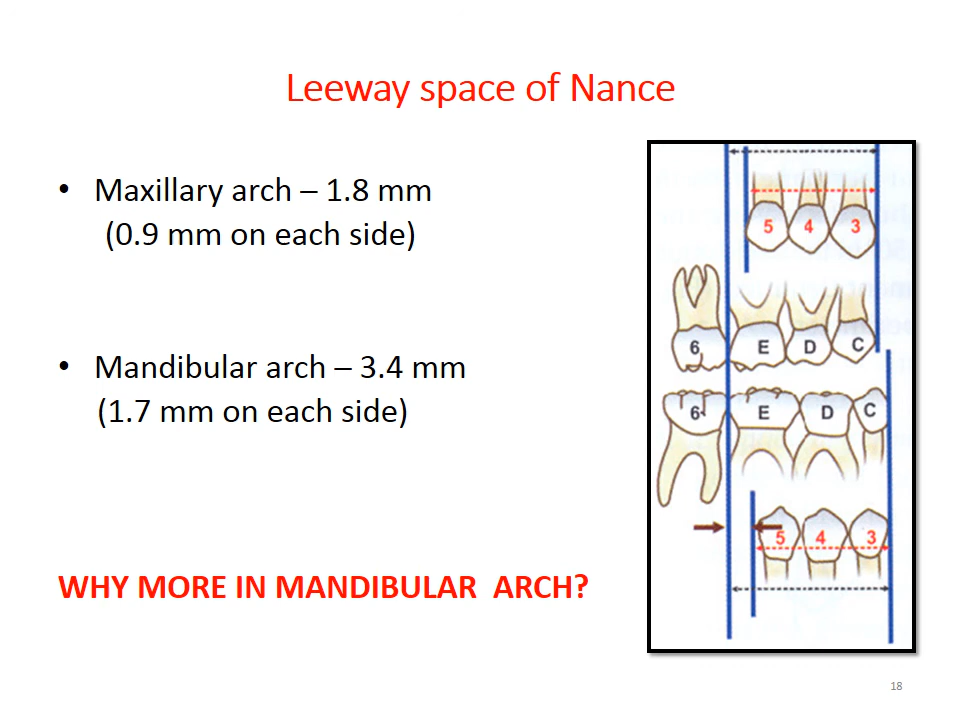 Leeway space of Nance
• Maxillary arch – 1.8 mm
(0.9 mm on each side)
• Mandibular arch – 3.4 mm
(1.7 mm on each side)
WHY MORE IN MANDIBULAR ARCH?
5 4 3
6 E D C
6 E D C
5 4 3
18